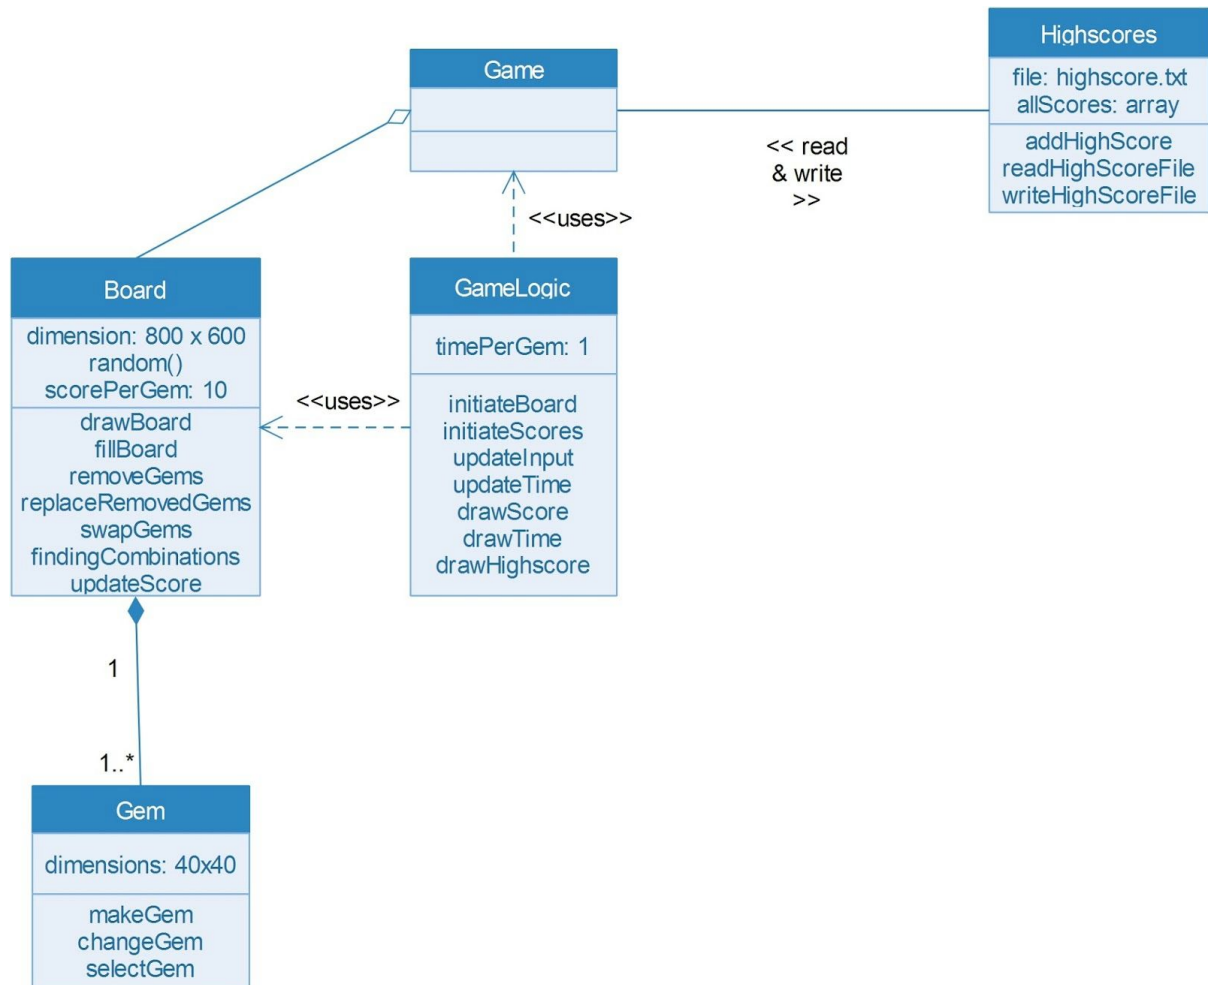 Game
<<uses>>
<< read
& write
>>
Highscores
file: highscore.txt
allScores: array
addHighScore
readHighScoreFile
writeHighScoreFile
Board
dimension: 800 x 600
random()
scorePerGem: 10
drawBoard
fillBoard
removeGems
replaceRemovedGems
swapGems
findingCombinations
updateScore
<<uses>>
GameLogic
timePerGem: 1
initiateBoard
initiateScores
updateInput
updateTime
drawScore
drawTime
drawHighscore
1
1..*
Gem
dimensions: 40x40
makeGem
changeGem
selectGem